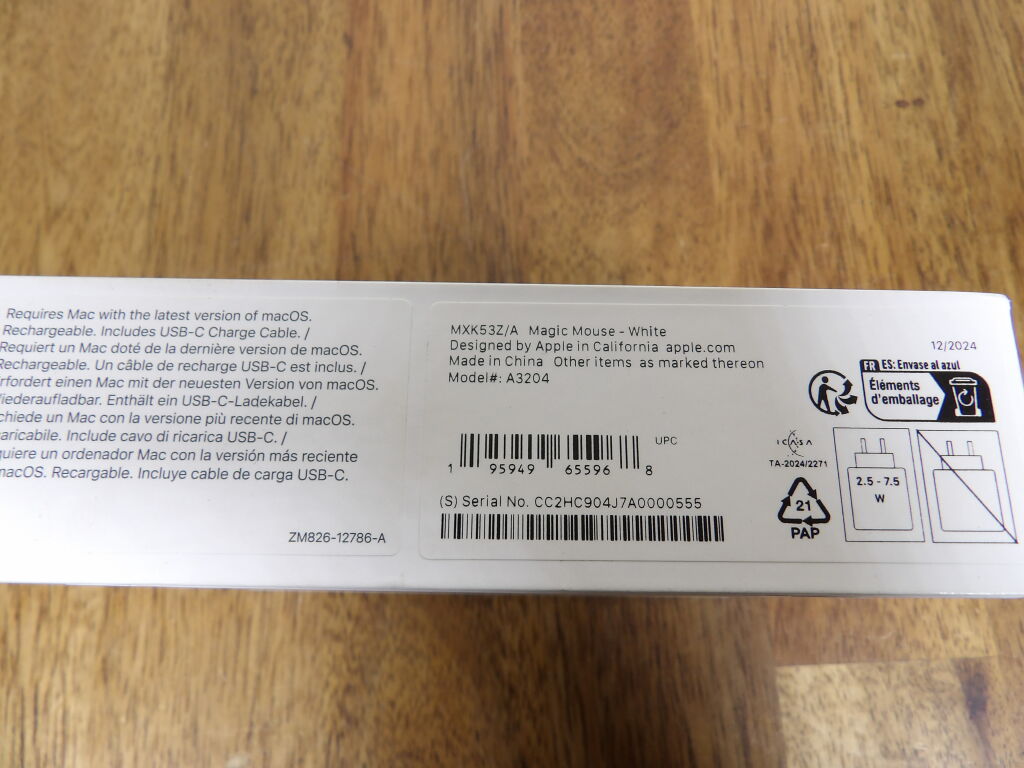 Requires Mac with the latest version of macOS.
Rechargeable. Includes USB-C Charge Cable. /
Requiert un Mac doté de la dernière version de macOS.
Rechargeable. Un câble de recharge USB-C est inclus. /
rfordert einen Mac mit der neuesten Version von macOS.
Viederaufladbar. Enthält ein USB-C-Ladekabel. /
chiede un Mac con la versione più recente di macOS.
caricabile. Include cavo di ricarica USB-C. /
quiere un ordenador Mac con la versión más reciente
macOS. Recargable. Incluye cable de carga USB-C.
ZM826-12786-A
MXK53Z/A Magic Mouse - White
Designed by Apple in California apple.com
Made in China Other items as marked thereon
Model#: A3204
UPC
1 95949 65596 8
(S) Serial No. CC2HC904J7A0000555
12/2024
FR ES: Envase al azul
Éléments
d'emballage
ICASA
TA-2024/2271
21
PAP
2.5 - 7.5
W